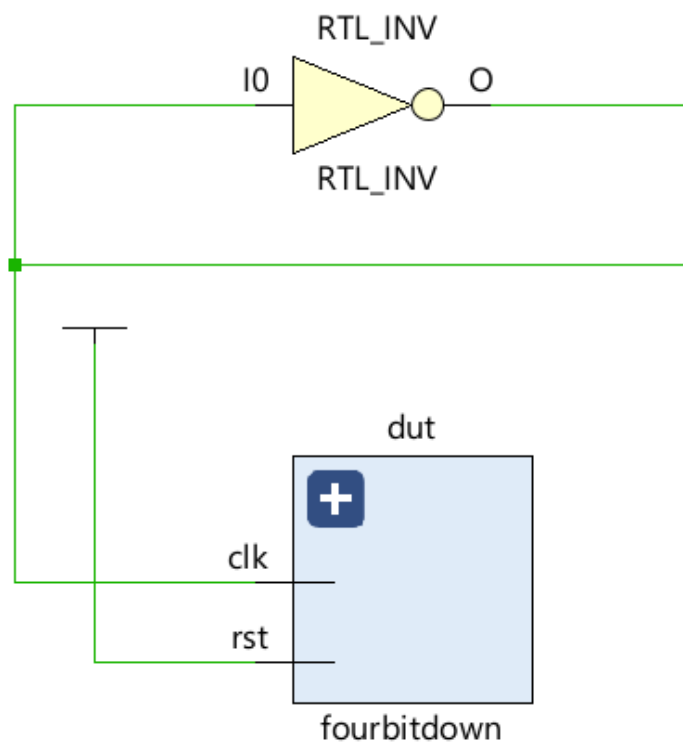 RTL_INV
I0
O
RTL_INV
dut
clk
rst
fourbitdown